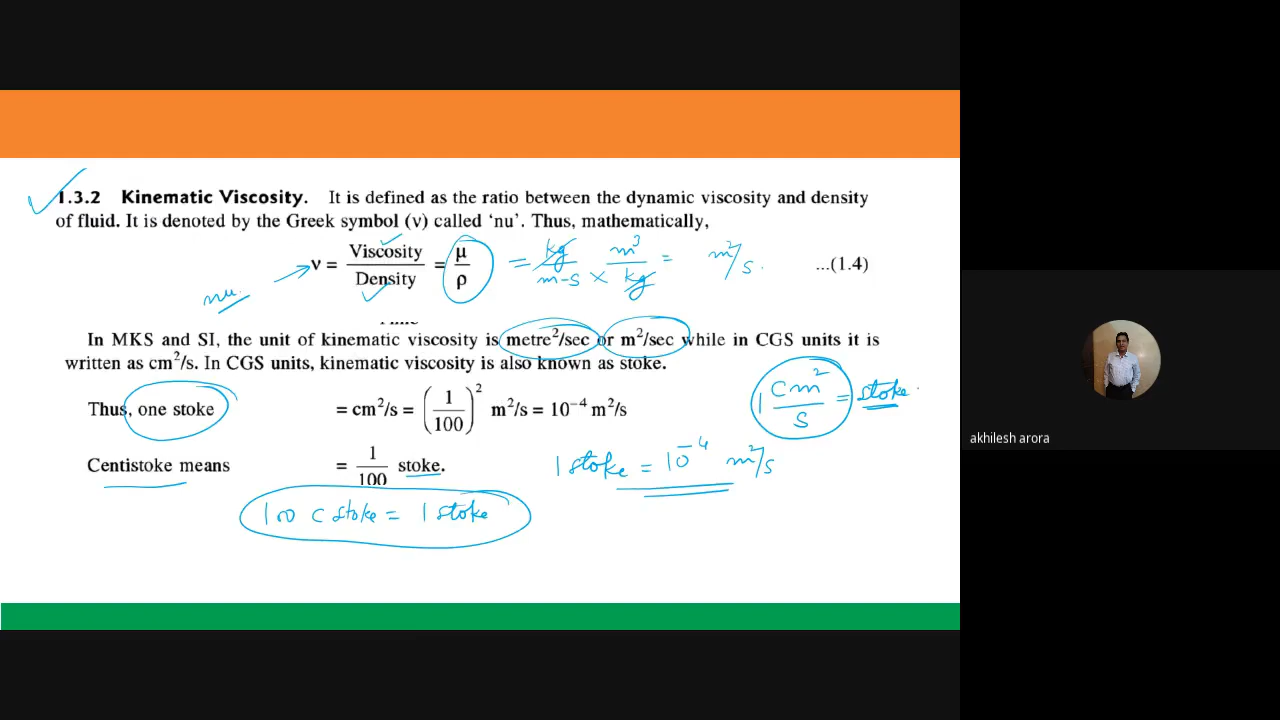 1.3.2 Kinematic Viscosity. It is defined as the ratio between the dynamic viscosity and density
of fluid. It is denoted by the Greek symbol (ν) called 'nu'. Thus, mathematically,
ν = Viscosity / Density = μ / ρ = kg / m-s × m³ / kg = m²/s. ...(1.4)
nu.
In MKS and SI, the unit of kinematic viscosity is metre²/sec or m²/sec while in CGS units it is
written as cm²/s. In CGS units, kinematic viscosity is also known as stoke.
Thus, one stoke = cm²/s = (1/100)² m²/s = 10⁻⁴ m²/s
1 cm²/s = stoke
Centistoke means = 1/100 stoke.
1 stoke = 10⁻⁴ m²/s
100 c stoke = 1 stoke
akhilesh arora